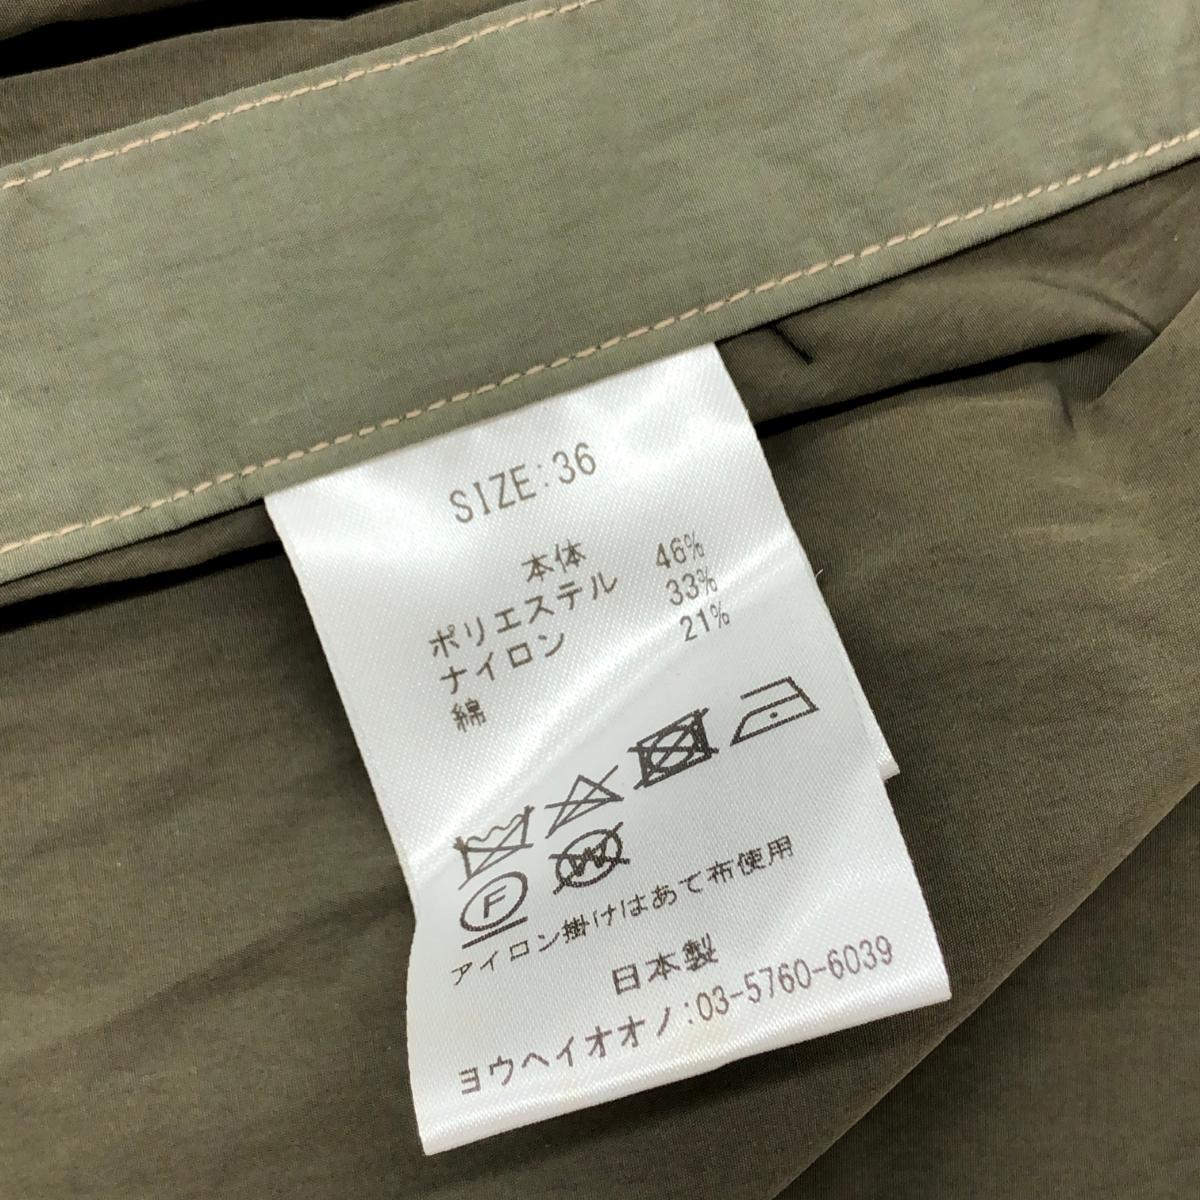 SIZE:36
本体
ポリエステル 46%
ナイロン 33%
綿 21%
F
W
アイロン掛けはあて布使用
日本製
ヨウヘイオオノ:03-5760-6039